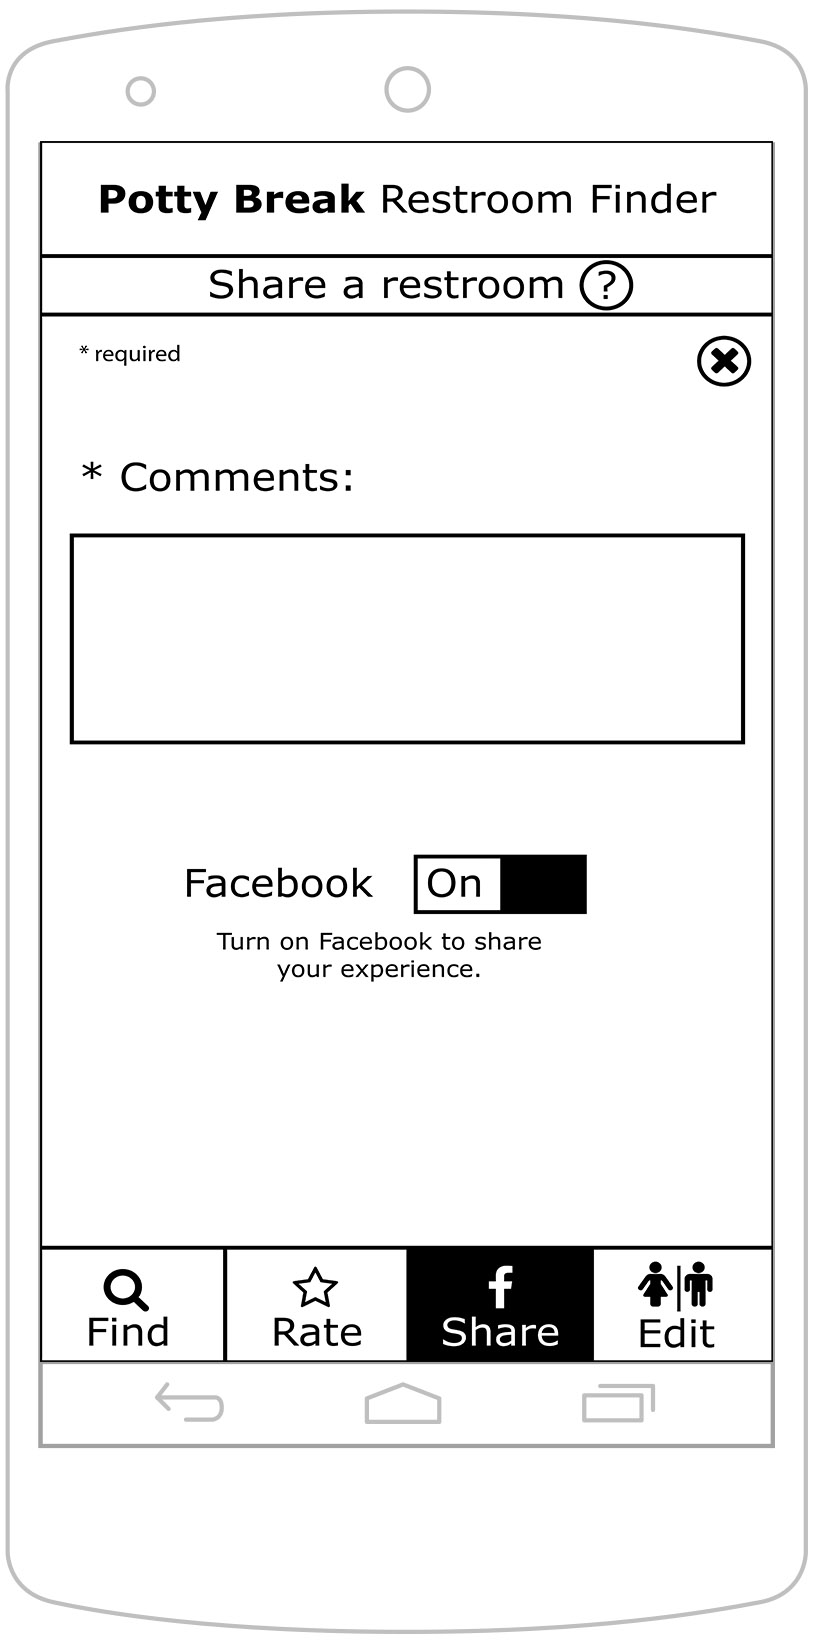 Potty Break Restroom Finder
Share a restroom ?
* required
* Comments:
Facebook On
Turn on Facebook to share
your experience.
Find Rate Share Edit